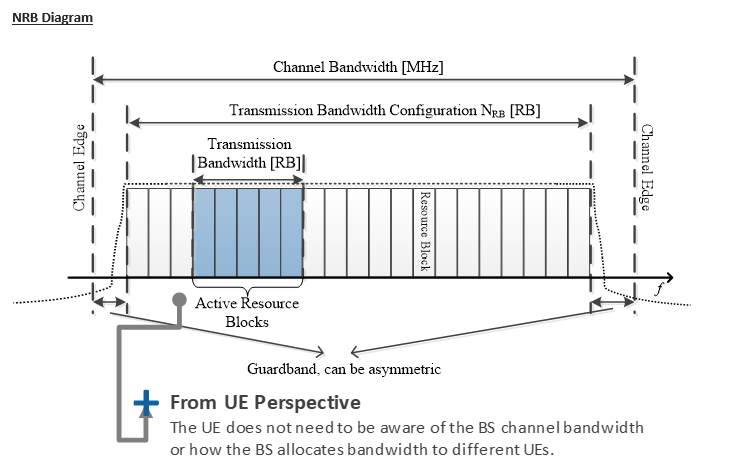 NRB Diagram
Channel Bandwidth [MHz]
Transmission Bandwidth Configuration NRB [RB]
Transmission
Bandwidth [RB]
Channel Edge
Channel Edge
Resource Block
f
Active Resource
Blocks
Guardband, can be asymmetric
From UE Perspective
The UE does not need to be aware of the BS channel bandwidth
or how the BS allocates bandwidth to different UEs.